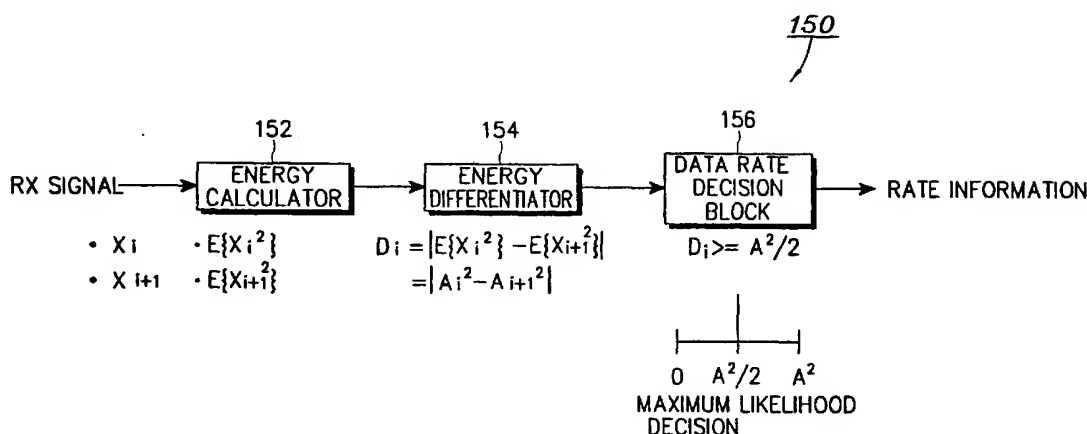 150
152
154
156
RX SIGNAL
ENERGY
CALCULATOR
ENERGY
DIFFERENTIATOR
DATA RATE
DECISION
BLOCK
RATE INFORMATION
• Xi
• E{Xi²}
Di = |E{Xi²} - E{Xi+1²}|
Di >= A²/2
• Xi+1
• E{Xi+1²}
= |Ai² - Ai+1²|
0 A²/2 A²
MAXIMUM LIKELIHOOD
DECISION